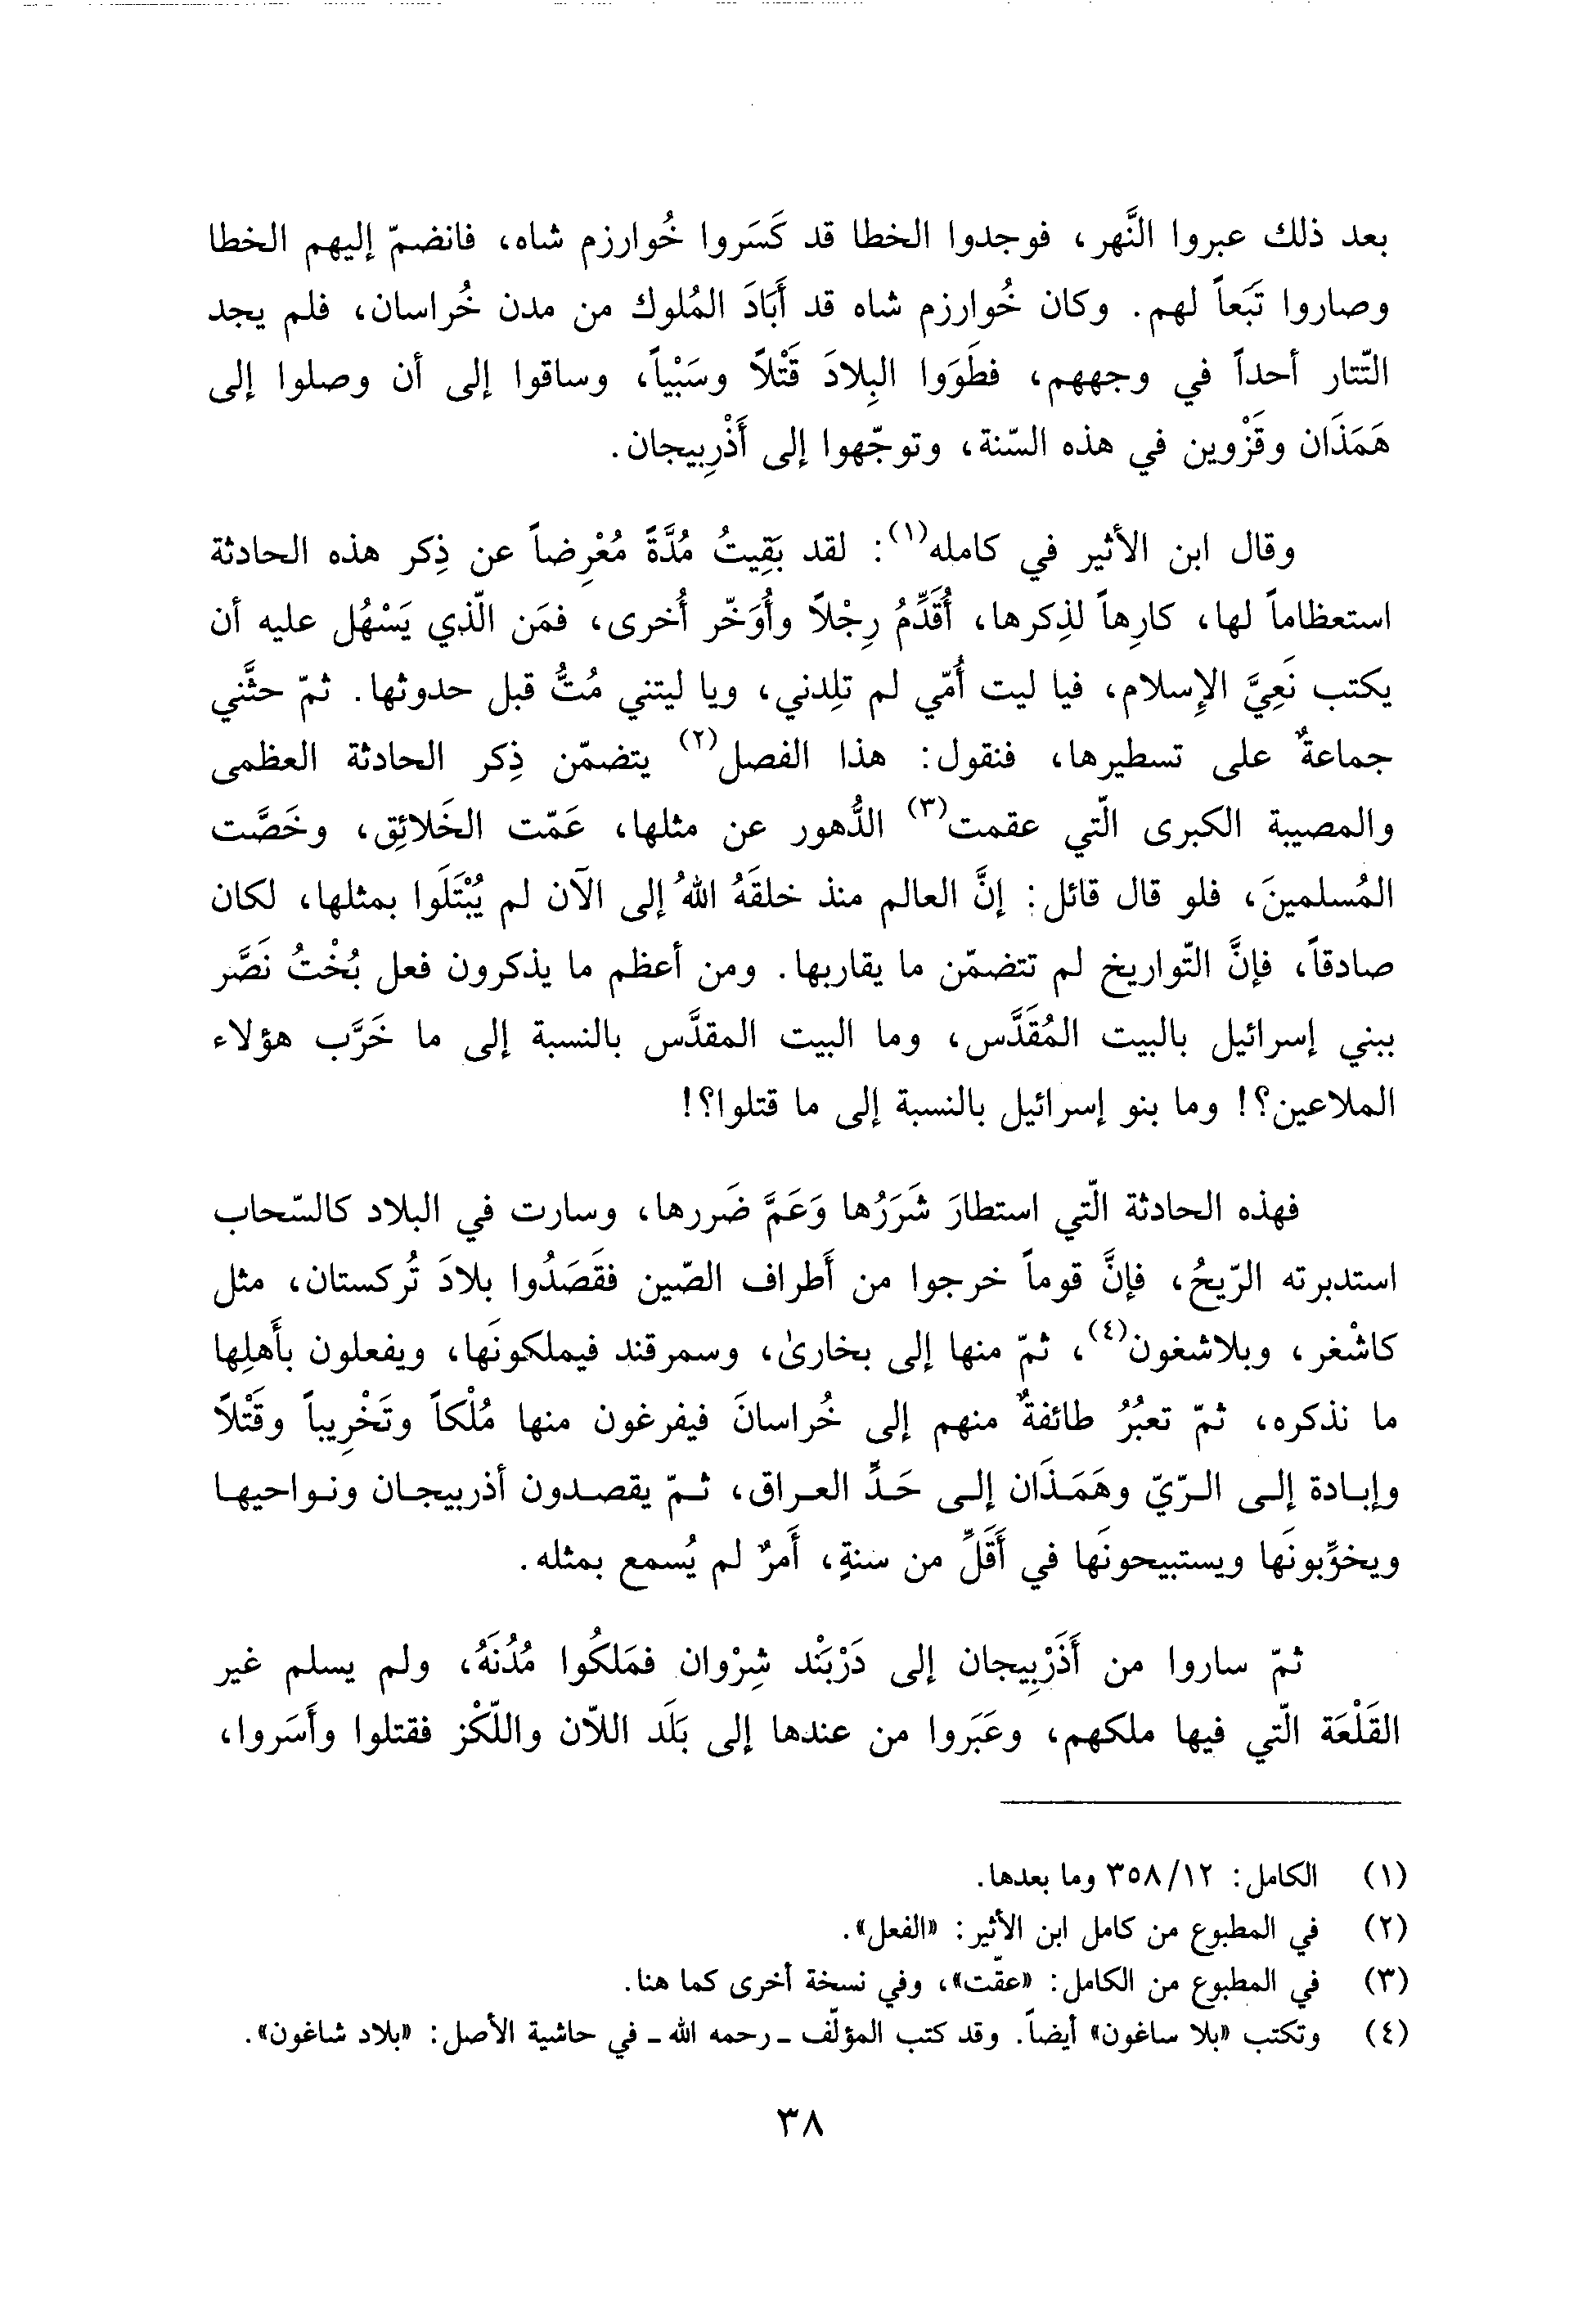 بعد ذلك عبروا النَّهر، فوجدوا الخطا قد كَسَروا خُوارزم شاه، فانضمّ إليهم الخطا
وصاروا تَبَعاً لهم. وكان خُوارزم شاه قد أَبَادَ المُلوك من مدن خُراسان، فلم يجد
التّتار أحداً في وجههم، فطَوَوا البِلادَ قَتْلاً وسَبْياً، وساقوا إلى أن وصلوا إلى
هَمَذَان وقَزْوين في هذه السّنة، وتوجّهوا إلى أَذْرِبيجان.
وقال ابن الأثير في كامله(١): لقد بَقِيتُ مُدَّةً مُعْرِضاً عن ذِكر هذه الحادثة
استعظاماً لها، كارِهاً لذِكرها، أُقَدِّمُ رِجْلاً وأُوَخّر أُخرى، فمَن الّذي يَسْهُل عليه أن
يكتب نَعِيَّ الإِسلام، فيا ليت أُمّي لم تلِدني، ويا ليتني مُتُّ قبل حدوثها. ثمّ حثَّني
جماعةٌ على تسطيرها، فنقول: هذا الفصل(٢) يتضمّن ذِكر الحادثة العظمى
والمصيبة الكبرى الّتي عقمت(٣) الدُّهور عن مثلها، عَمّت الخَلائِق، وخَصَّت
المُسلمينَ، فلو قال قائل: إنَّ العالم منذ خلقَهُ اللهُ إلى الآن لم يُبْتَلَوا بمثلها، لكان
صادقاً، فإنَّ التّواريخ لم تتضمّن ما يقاربها. ومن أعظم ما يذكرون فعل بُخْتُ نَصَّر
ببني إسرائيل بالبيت المُقَدَّس، وما البيت المقدَّس بالنسبة إلى ما خَرَّب هؤلاء
الملاعين؟! وما بنو إسرائيل بالنسبة إلى ما قتلوا؟!
فهذه الحادثة الّتي استطارَ شَرَرُها وَعَمَّ ضَررها، وسارت في البلاد كالسّحاب
استدبرته الرّيحُ، فإنَّ قوماً خرجوا من أَطراف الصّين فقَصَدُوا بلادَ تُركستان، مثل
كاشْغر، وبلاشغون(٤)، ثمّ منها إلى بخارىٰ، وسمرقند فيملكونَها، ويفعلون بأَهلِها
ما نذكره، ثمّ تعبُرُ طائفةٌ منهم إلى خُراسانَ فيفرغون منها مُلْكاً وتَخْرِيباً وقَتْلاً
وإبادة إلى الرّيّ وهَمَذَان إلى حَدِّ العراق، ثمّ يقصدون أذربيجان ونواحيها
ويخرِّبونَها ويستبيحونَها في أَقَلِّ من سنةٍ، أَمرٌ لم يُسمع بمثله.
ثمّ ساروا من أَذَرْبِيجان إلى دَرْبَنْد شِرْوان فمَلكُوا مُدُنَهُ، ولم يسلم غير
القَلْعَة الّتي فيها ملكهم، وعَبَروا من عندها إلى بَلَد اللاّن واللّكْز فقتلوا وأَسَروا،
(١) الكامل: ٣٥٨/١٢ وما بعدها.
(٢) في المطبوع من كامل ابن الأثير: «الفعل».
(٣) في المطبوع من الكامل: «عقّت»، وفي نسخة أخرى كما هنا.
(٤) وتكتب «بلا ساغون» أيضاً. وقد كتب المؤلّف ـ رحمه الله ـ في حاشية الأصل: «بلاد شاغون».
٣٨